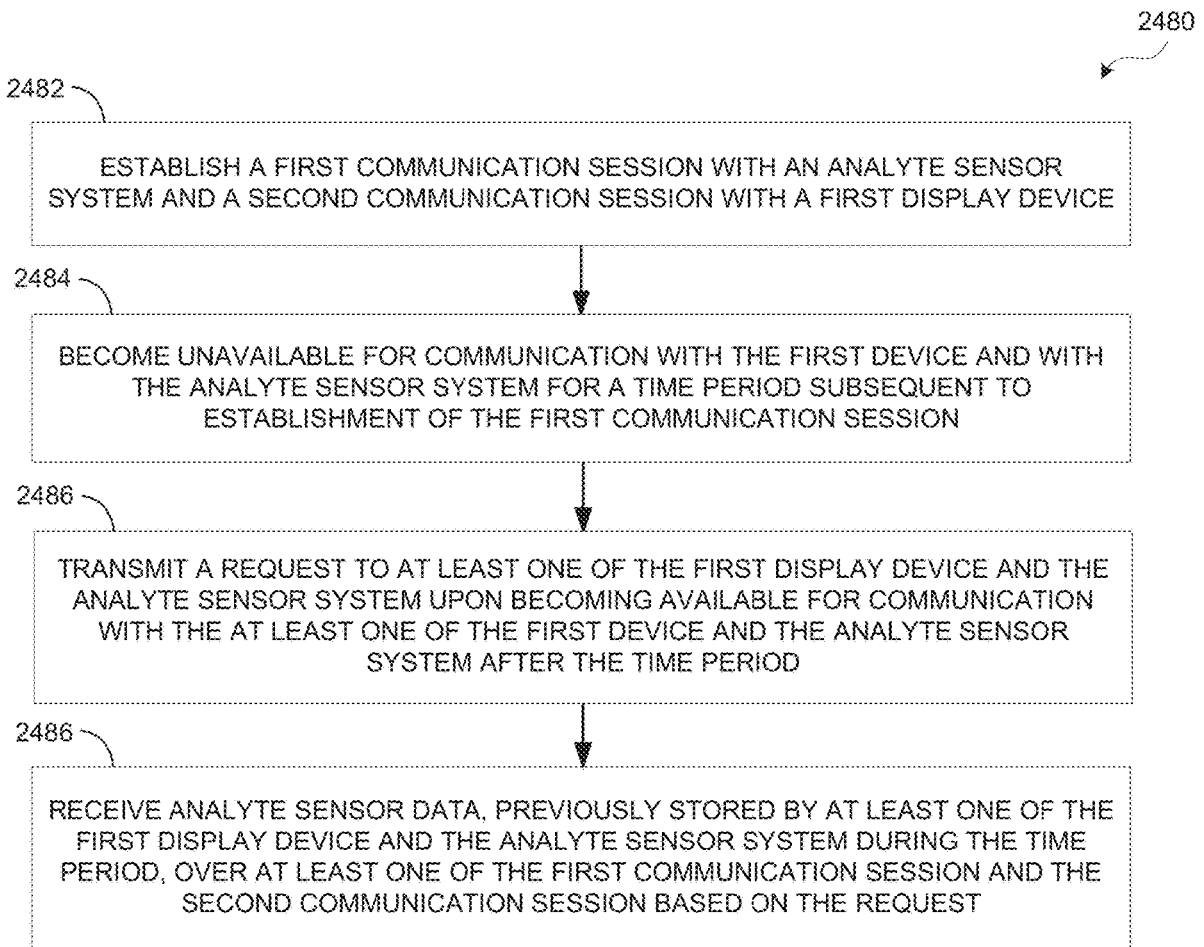 2480
2482
ESTABLISH A FIRST COMMUNICATION SESSION WITH AN ANALYTE SENSOR
SYSTEM AND A SECOND COMMUNICATION SESSION WITH A FIRST DISPLAY DEVICE
2484
BECOME UNAVAILABLE FOR COMMUNICATION WITH THE FIRST DEVICE AND WITH
THE ANALYTE SENSOR SYSTEM FOR A TIME PERIOD SUBSEQUENT TO
ESTABLISHMENT OF THE FIRST COMMUNICATION SESSION
2486
TRANSMIT A REQUEST TO AT LEAST ONE OF THE FIRST DISPLAY DEVICE AND THE
ANALYTE SENSOR SYSTEM UPON BECOMING AVAILABLE FOR COMMUNICATION
WITH THE AT LEAST ONE OF THE FIRST DEVICE AND THE ANALYTE SENSOR
SYSTEM AFTER THE TIME PERIOD
2486
RECEIVE ANALYTE SENSOR DATA, PREVIOUSLY STORED BY AT LEAST ONE OF THE
FIRST DISPLAY DEVICE AND THE ANALYTE SENSOR SYSTEM DURING THE TIME
PERIOD, OVER AT LEAST ONE OF THE FIRST COMMUNICATION SESSION AND THE
SECOND COMMUNICATION SESSION BASED ON THE REQUEST